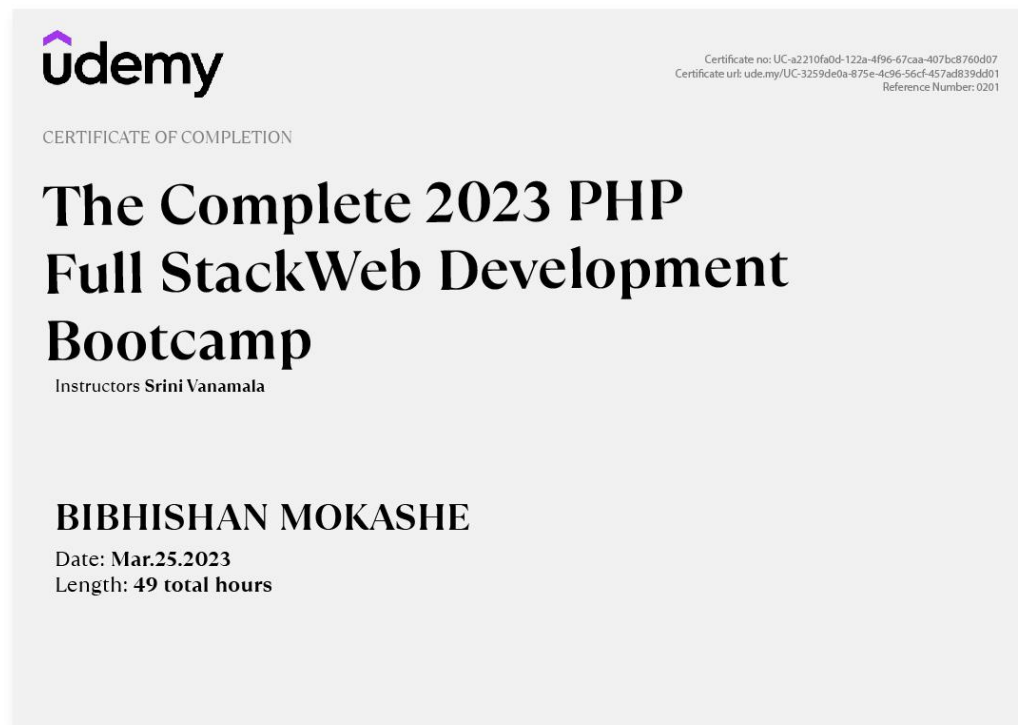 udemy
Certificate no: UC-a2210fa0d-122a-4f96-67caa-407bc8760d07
Certificate url: ude.my/UC-3259de0a-875e-4c96-56cf-457ad839dd01
Reference Number: 0201
CERTIFICATE OF COMPLETION
The Complete 2023 PHP
Full StackWeb Development
Bootcamp
Instructors Srini Vanamala
BIBHISHAN MOKASHE
Date: Mar.25.2023
Length: 49 total hours